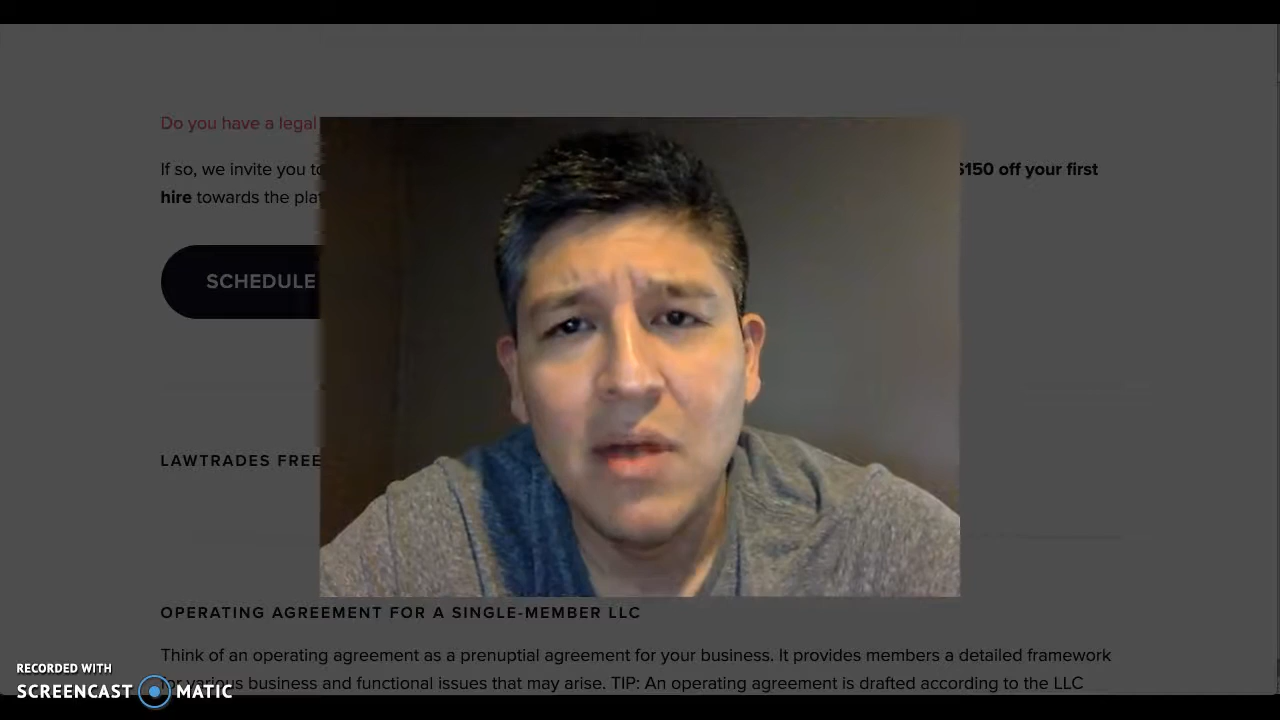 Do you have a legal
If so, we invite you to $150 off your first
hire towards the plat
SCHEDULE
LAWTRADES FREE
OPERATING AGREEMENT FOR A SINGLE-MEMBER LLC
Think of an operating agreement as a prenuptial agreement for your business. It provides members a detailed framework
for various business and functional issues that may arise. TIP: An operating agreement is drafted according to the LLC
RECORDED WITH
SCREENCAST MATIC